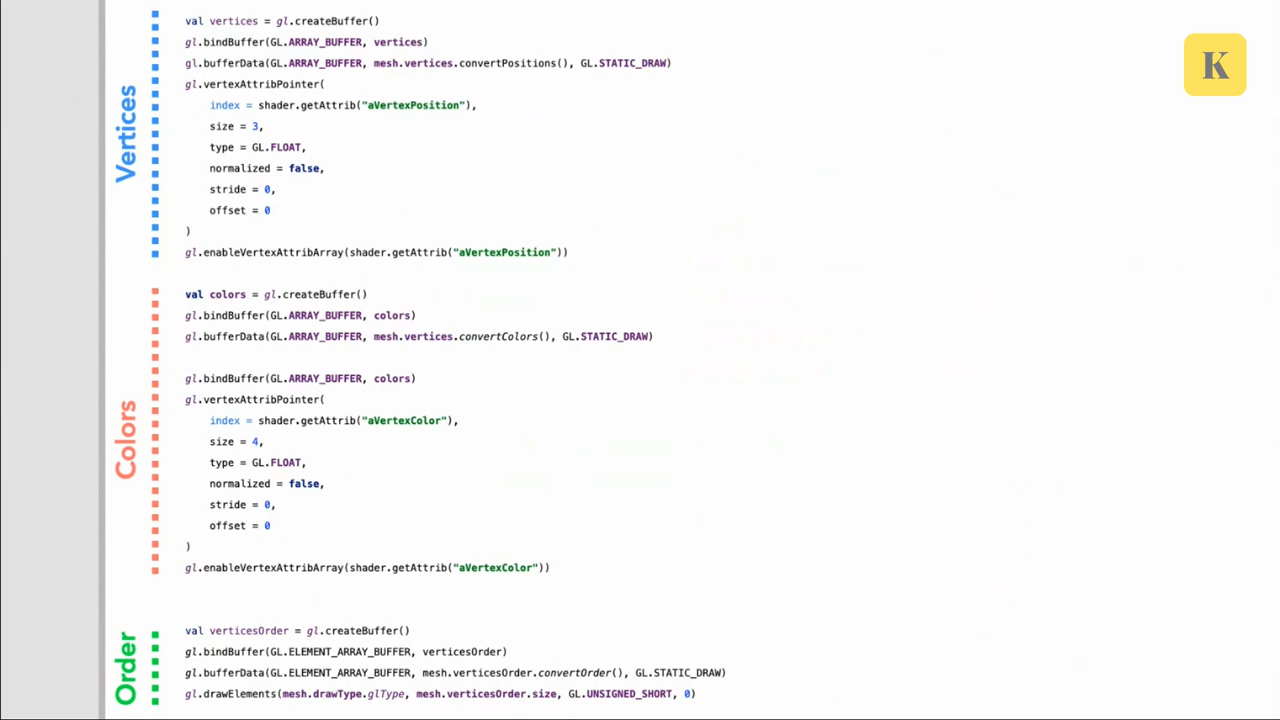 K
Vertices
val vertices = gl.createBuffer()
gl.bindBuffer(GL.ARRAY_BUFFER, vertices)
gl.bufferData(GL.ARRAY_BUFFER, mesh.vertices.convertPositions(), GL.STATIC_DRAW)
gl.vertexAttribPointer(
    index = shader.getAttrib("aVertexPosition"),
    size = 3,
    type = GL.FLOAT,
    normalized = false,
    stride = 0,
    offset = 0
)
gl.enableVertexAttribArray(shader.getAttrib("aVertexPosition"))
Colors
val colors = gl.createBuffer()
gl.bindBuffer(GL.ARRAY_BUFFER, colors)
gl.bufferData(GL.ARRAY_BUFFER, mesh.vertices.convertColors(), GL.STATIC_DRAW)
gl.bindBuffer(GL.ARRAY_BUFFER, colors)
gl.vertexAttribPointer(
    index = shader.getAttrib("aVertexColor"),
    size = 4,
    type = GL.FLOAT,
    normalized = false,
    stride = 0,
    offset = 0
)
gl.enableVertexAttribArray(shader.getAttrib("aVertexColor"))
Order
val verticesOrder = gl.createBuffer()
gl.bindBuffer(GL.ELEMENT_ARRAY_BUFFER, verticesOrder)
gl.bufferData(GL.ELEMENT_ARRAY_BUFFER, mesh.verticesOrder.convertOrder(), GL.STATIC_DRAW)
gl.drawElements(mesh.drawType.glType, mesh.verticesOrder.size, GL.UNSIGNED_SHORT, 0)